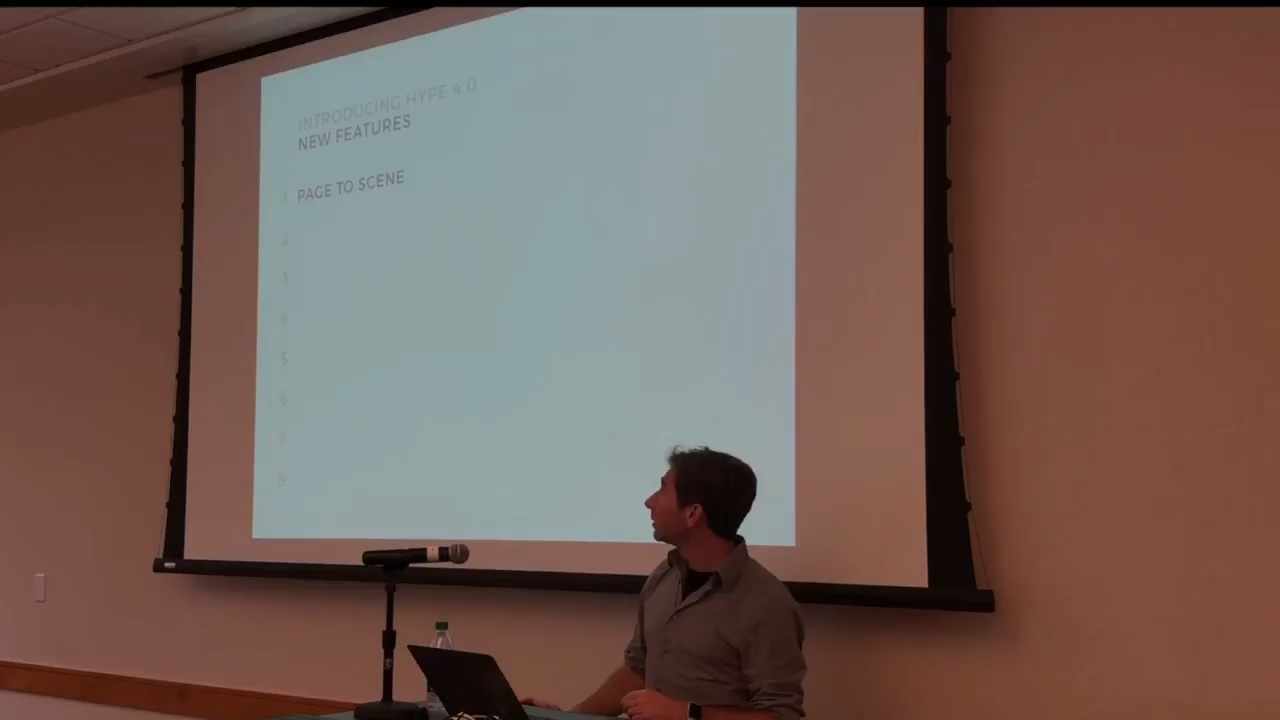 INTRODUCING HYPE 4.0
NEW FEATURES
1 PAGE TO SCENE
2
3
4
5
6
7
8